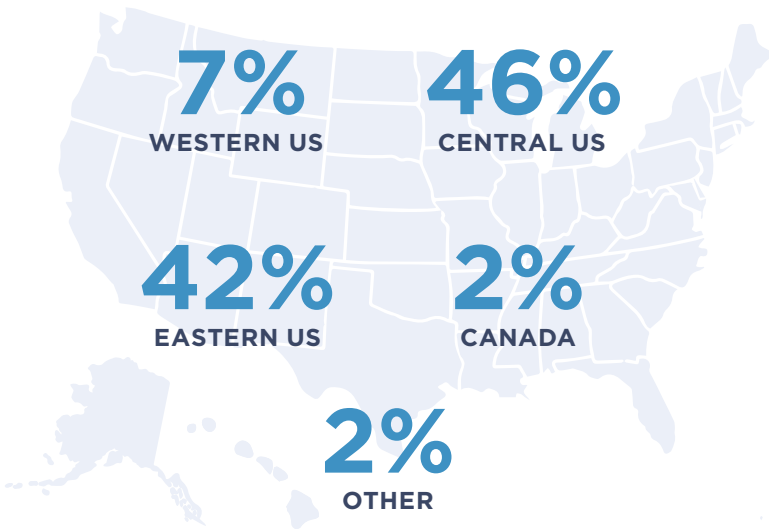 7%
WESTERN US
46%
CENTRAL US
42%
EASTERN US
2%
CANADA
2%
OTHER